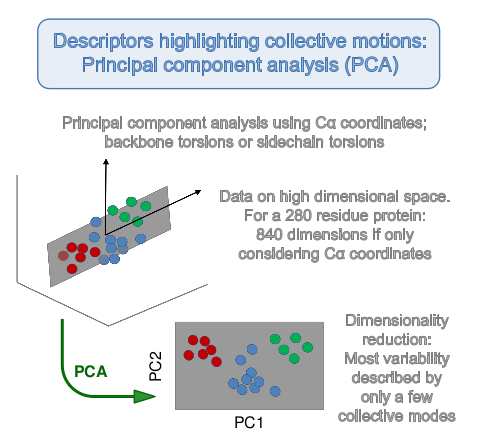 Descriptors highlighting collective motions:
Principal component analysis (PCA)
Principal component analysis using Cα coordinates;
backbone torsions or sidechain torsions
Data on high dimensional space.
For a 280 residue protein:
840 dimensions if only
considering Cα coordinates
Dimensionality
reduction:
Most variability
described by
only a few
collective modes
PCA
PC2
PC1